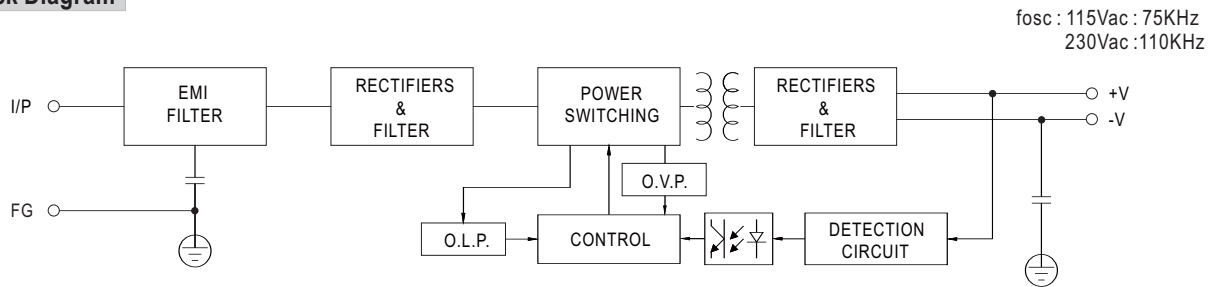 Diagram
fosc : 115Vac : 75KHz
230Vac :110KHz
I/P
EMI
FILTER
RECTIFIERS
&
FILTER
POWER
SWITCHING
RECTIFIERS
&
FILTER
+V
-V
O.V.P.
FG
O.L.P.
CONTROL
DETECTION
CIRCUIT